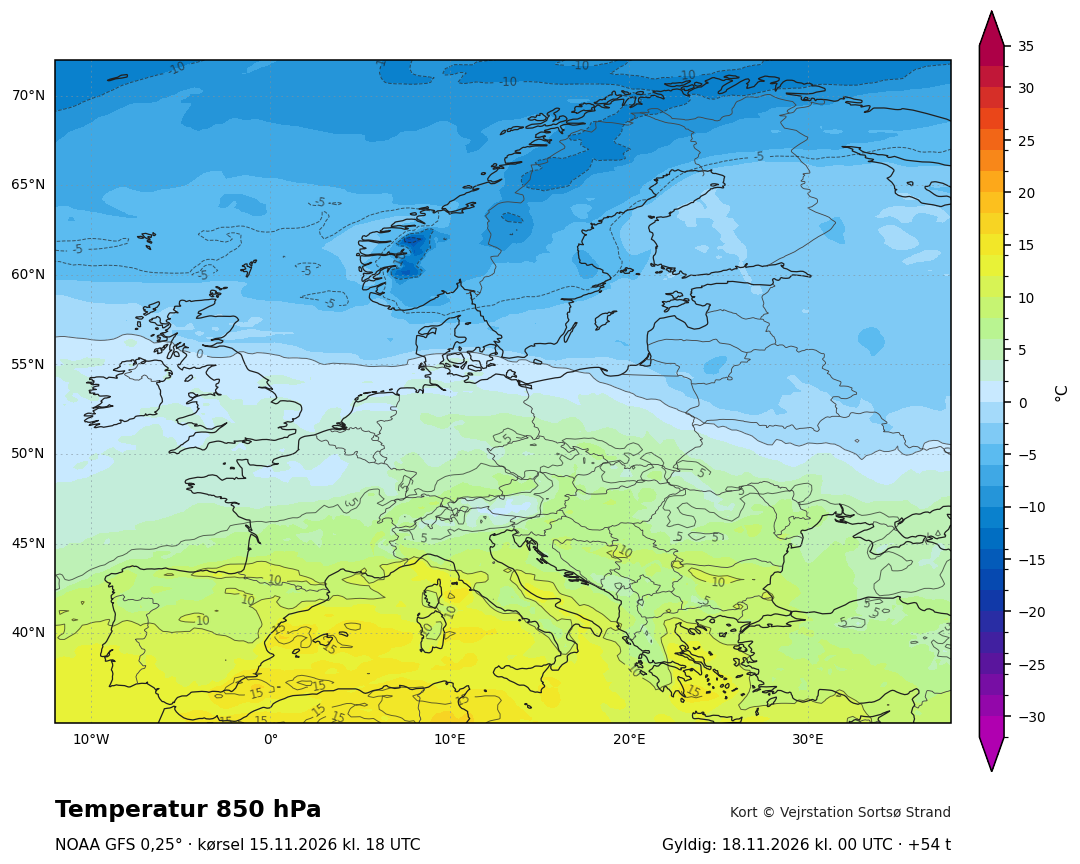 70°N
65°N
60°N
55°N
50°N
45°N
40°N
10°W
0°
10°E
20°E
30°E
35
30
25
20
15
10
5
0
−5
−10
−15
−20
−25
−30
°C
Temperatur 850 hPa
Kort © Vejrstation Sortsø Strand
NOAA GFS 0,25° · kørsel 15.11.2026 kl. 18 UTC
Gyldig: 18.11.2026 kl. 00 UTC · +54 t